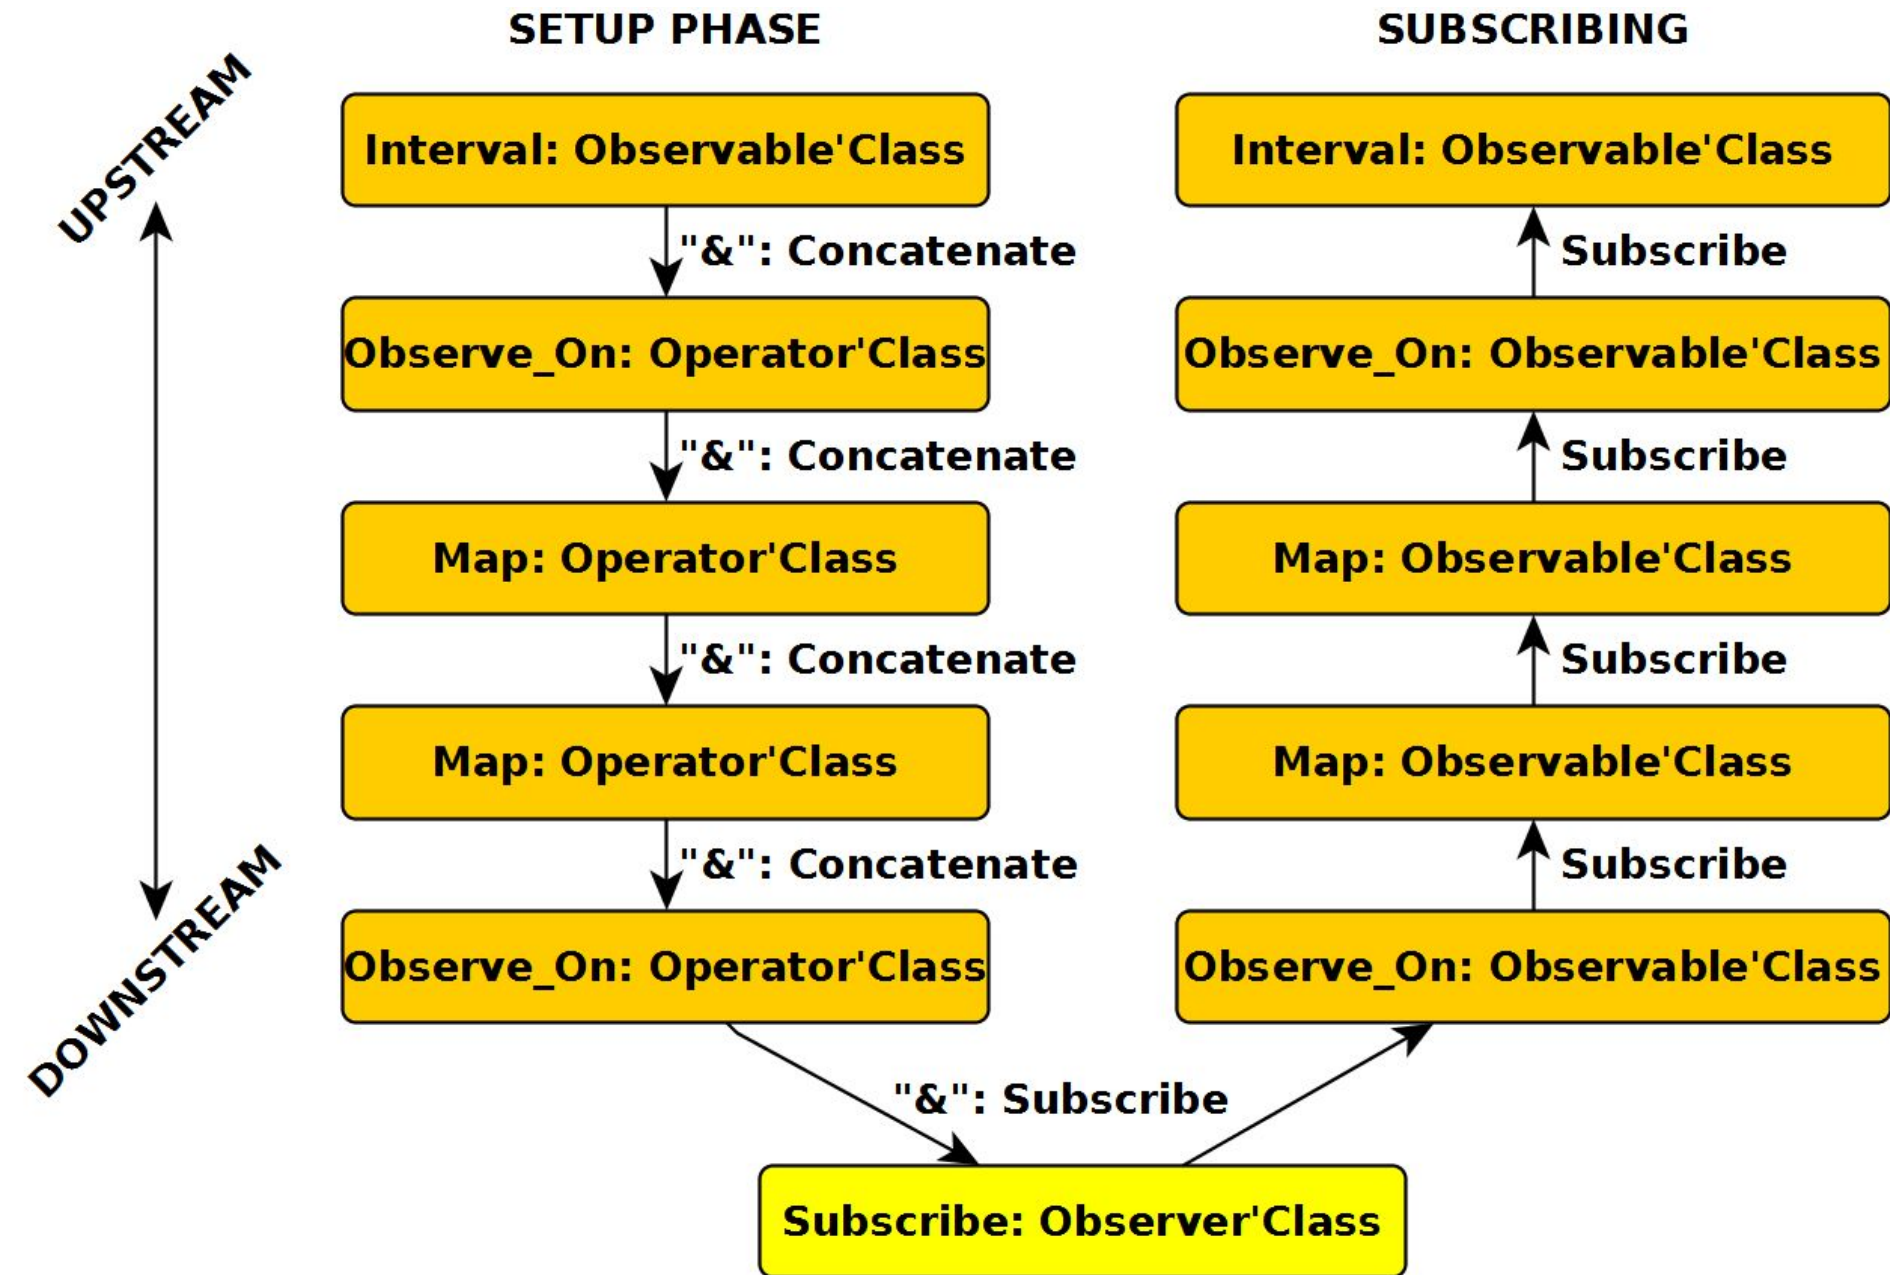 SETUP PHASE
SUBSCRIBING
UPSTREAM
Interval: Observable'Class
Interval: Observable'Class
"&": Concatenate
Subscribe
Observe_On: Operator'Class
Observe_On: Observable'Class
"&": Concatenate
Subscribe
Map: Operator'Class
Map: Observable'Class
"&": Concatenate
Subscribe
Map: Operator'Class
Map: Observable'Class
"&": Concatenate
Subscribe
DOWNSTREAM
Observe_On: Operator'Class
Observe_On: Observable'Class
"&": Subscribe
Subscribe: Observer'Class